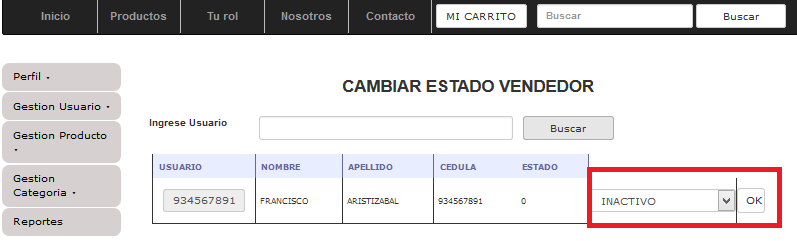 Inicio Productos Tu rol Nosotros Contacto MI CARRITO Buscar Buscar
Perfil
Gestion Usuario
Gestion Producto
Gestion
Categoria
Reportes
CAMBIAR ESTADO VENDEDOR
Ingrese Usuario Buscar
USUARIO NOMBRE APELLIDO CEDULA ESTADO
934567891 FRANCISCO ARISTIZABAL 934567891 0 INACTIVO OK